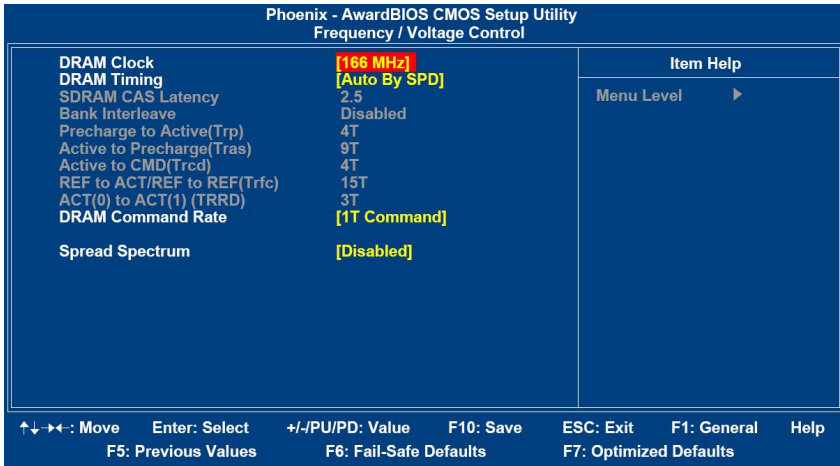 Phoenix - AwardBIOS CMOS Setup Utility
Frequency / Voltage Control
DRAM Clock [166 MHz]
DRAM Timing [Auto By SPD]
SDRAM CAS Latency 2.5
Bank Interleave Disabled
Precharge to Active(Trp) 4T
Active to Precharge(Tras) 9T
Active to CMD(Trcd) 4T
REF to ACT/REF to REF(Trfc) 15T
ACT(0) to ACT(1) (TRRD) 3T
DRAM Command Rate [1T Command]
Spread Spectrum [Disabled]
Item Help
Menu Level ▶
↑↓→←: Move Enter: Select +/-/PU/PD: Value F10: Save ESC: Exit F1: General Help
F5: Previous Values F6: Fail-Safe Defaults F7: Optimized Defaults